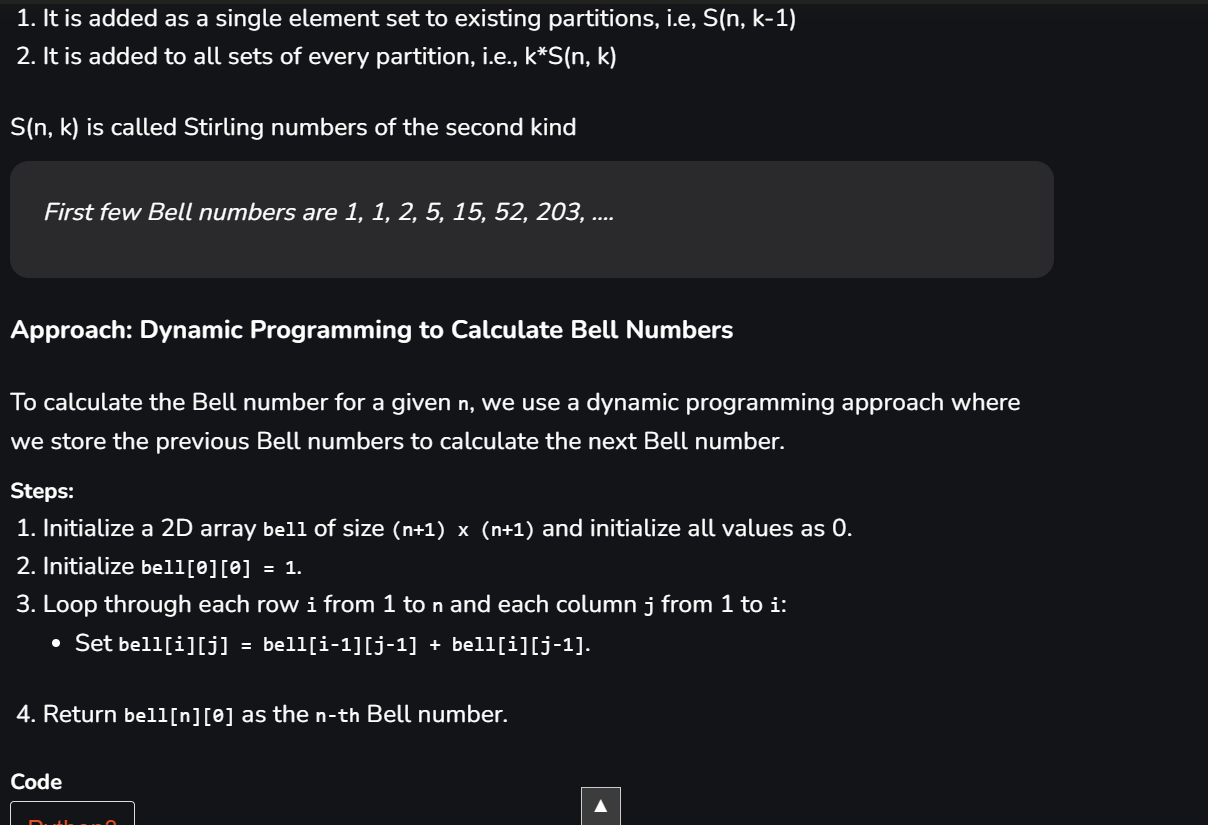 1. It is added as a single element set to existing partitions, i.e, S(n, k-1)
2. It is added to all sets of every partition, i.e., k*S(n, k)
S(n, k) is called Stirling numbers of the second kind
First few Bell numbers are 1, 1, 2, 5, 15, 52, 203, ....
Approach: Dynamic Programming to Calculate Bell Numbers
To calculate the Bell number for a given n, we use a dynamic programming approach where
we store the previous Bell numbers to calculate the next Bell number.
Steps:
1. Initialize a 2D array bell of size (n+1) x (n+1) and initialize all values as 0.
2. Initialize bell[0][0] = 1.
3. Loop through each row i from 1 to n and each column j from 1 to i:
• Set bell[i][j] = bell[i-1][j-1] + bell[i][j-1].
4. Return bell[n][0] as the n-th Bell number.
Code